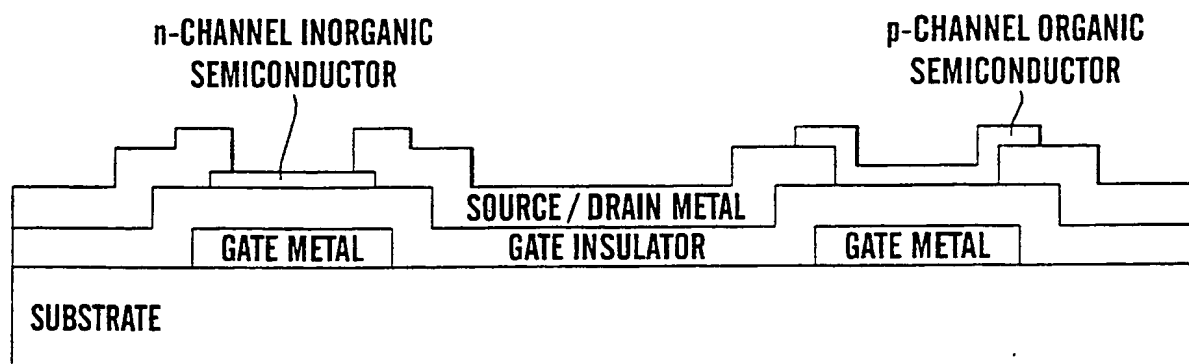 n-CHANNEL INORGANIC
SEMICONDUCTOR
p-CHANNEL ORGANIC
SEMICONDUCTOR
SOURCE / DRAIN METAL
GATE METAL
GATE INSULATOR
GATE METAL
SUBSTRATE